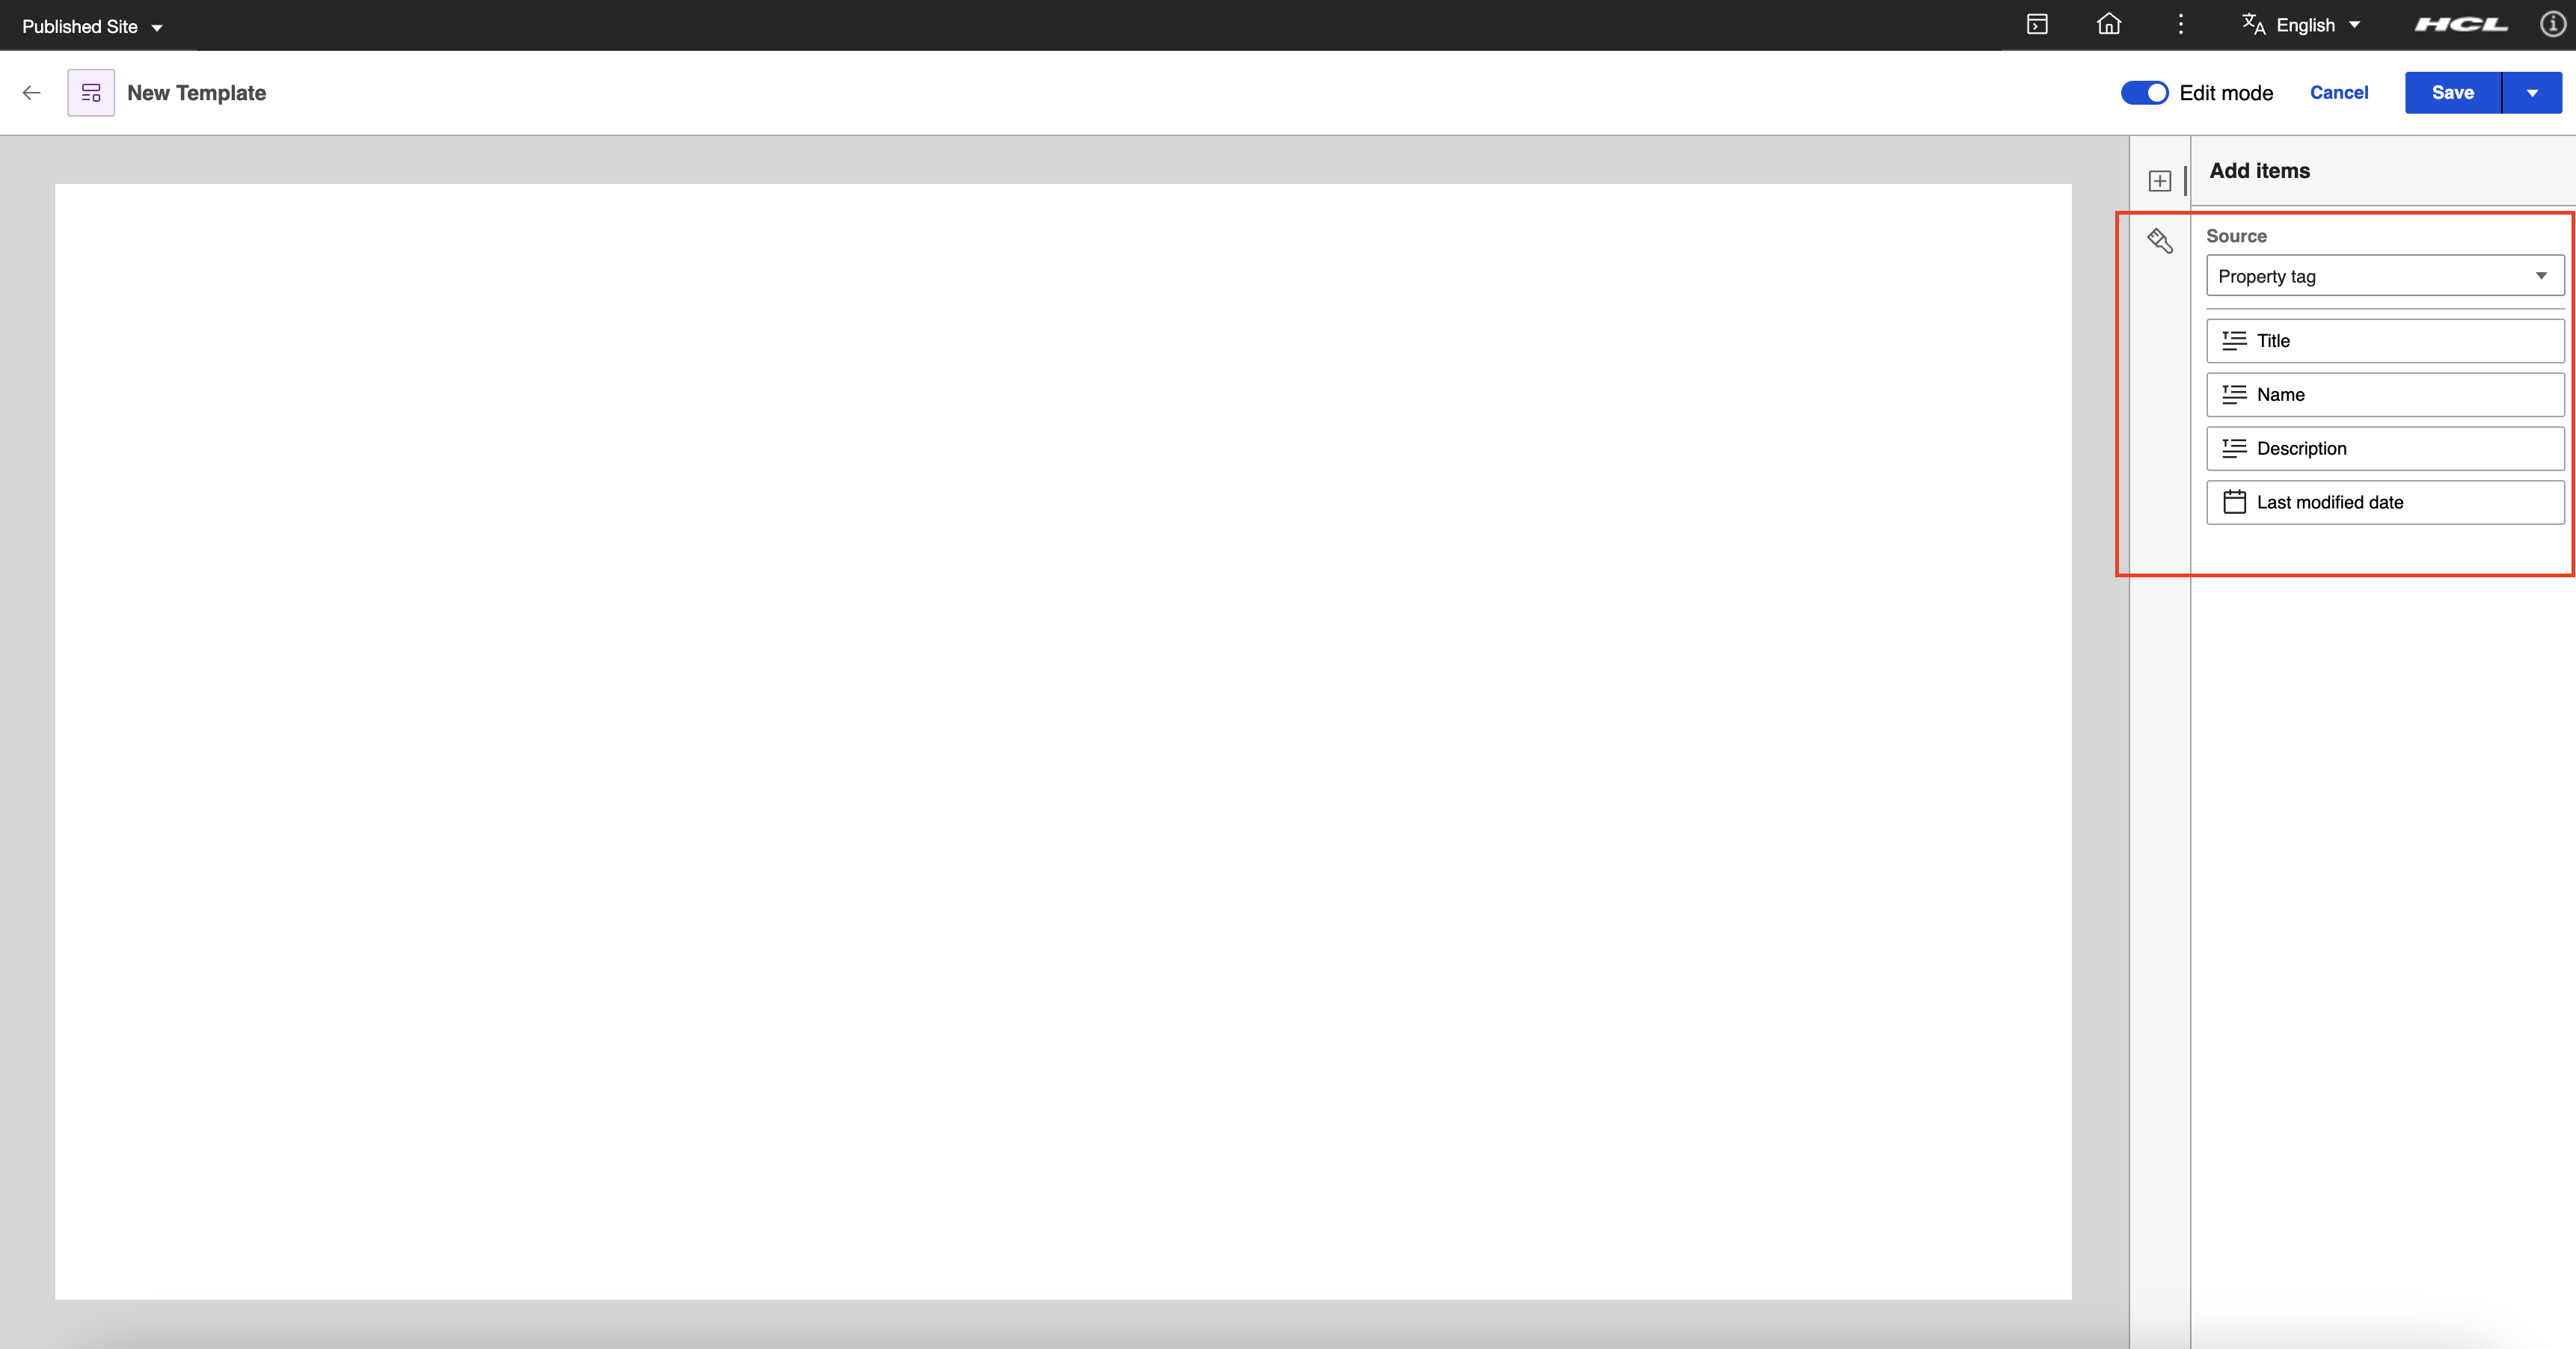 Published Site
English
HCL
New Template
Edit mode
Cancel
Save
Add items
Source
Property tag
Title
Name
Description
Last modified date